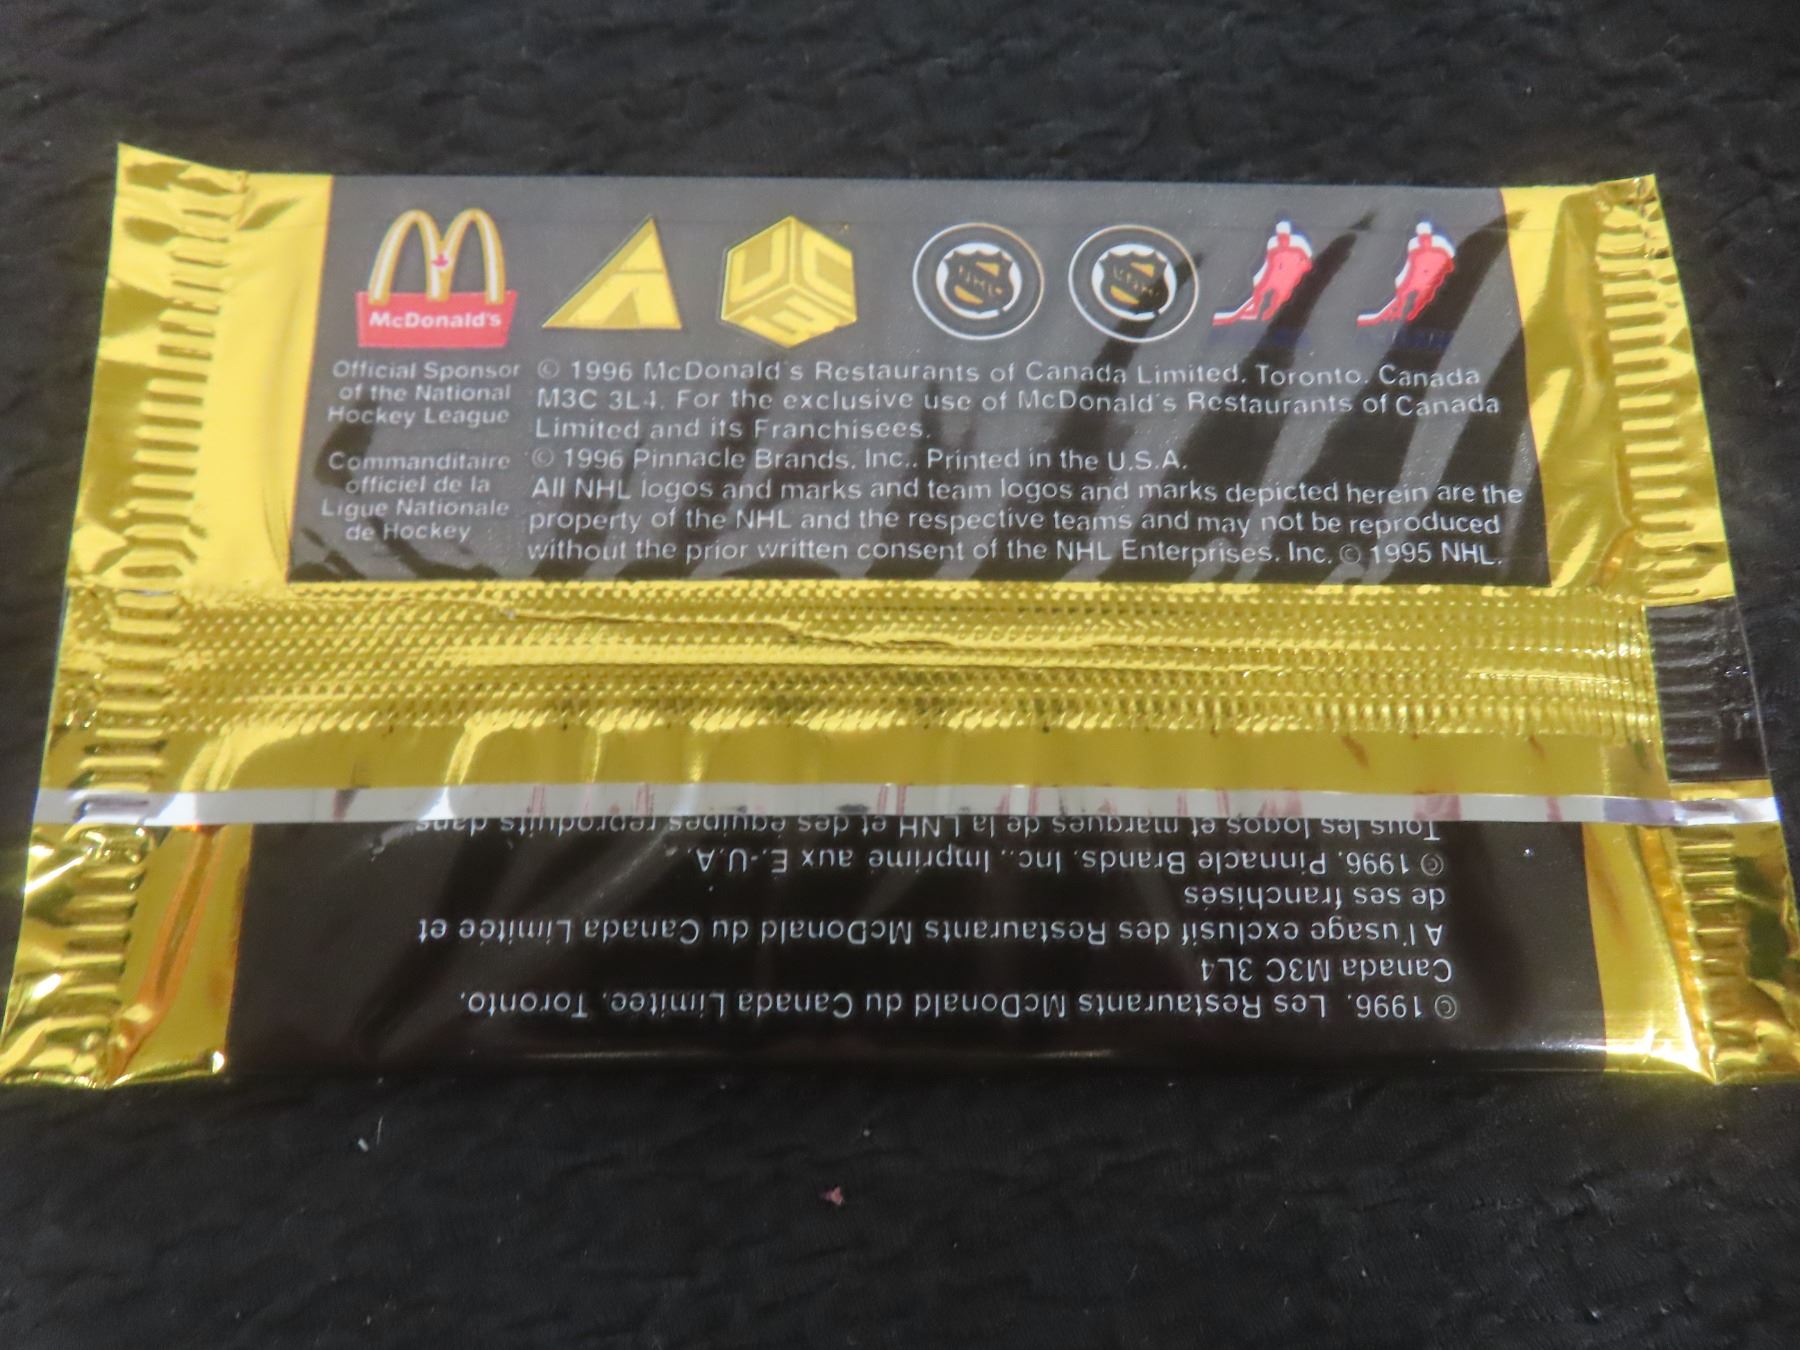 McDonald's
UCM
NHL
Official Sponsor
of the National
Hockey League
Commanditaire
officiel de la
Ligue Nationale
de Hockey
© 1996 McDonald's Restaurants of Canada Limited. Toronto. Canada
M3C 3L4. For the exclusive use of McDonald's Restaurants of Canada
Limited and its Franchisees.
© 1996 Pinnacle Brands. Inc.. Printed in the U.S.A.
All NHL logos and marks and team logos and marks depicted herein are the
property of the NHL and the respective teams and may not be reproduced
without the prior written consent of the NHL Enterprises. Inc. © 1995 NHL.
© 1996. Les Restaurants McDonald du Canada Limitée. Toronto.
Canada M3C 3L4
A l'usage exclusif des Restaurants McDonald du Canada Limitée et
de ses franchisés
© 1996. Pinnacle Brands. Inc.. Imprimé aux E.-U.A.
Tous les logos et marques de la LNH et des équipes reproduits dans